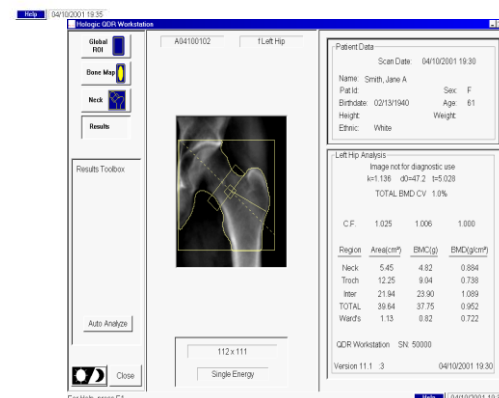 Help 04/10/2001 19:35
Hologic QDR Workstation
Global ROI
Bone Map
Neck
Results
Results Toolbox
Auto Analyze
Close
A04100102 f Left Hip
112 x 111
Single Energy
Patient Data
Scan Date: 04/10/2001 19:30
Name: Smith, Jane A
Pat Id: Sex: F
Birthdate: 02/13/1940 Age: 61
Height: Weight:
Ethnic: White
Left Hip Analysis
Image not for diagnostic use
k=1.136 d0=47.2 t=5.028
TOTAL BMD CV 1.0%
C.F. 1.025 1.006 1.000
Region Area(cm²) BMC(g) BMD(g/cm²)
Neck 5.45 4.82 0.884
Troch 12.25 9.04 0.738
Inter 21.94 23.90 1.089
TOTAL 39.64 37.75 0.952
Ward's 1.13 0.82 0.722
QDR Workstation SN: 50000
Version 11.1 :3 04/10/2001 19:30
For Help, press F1
Help